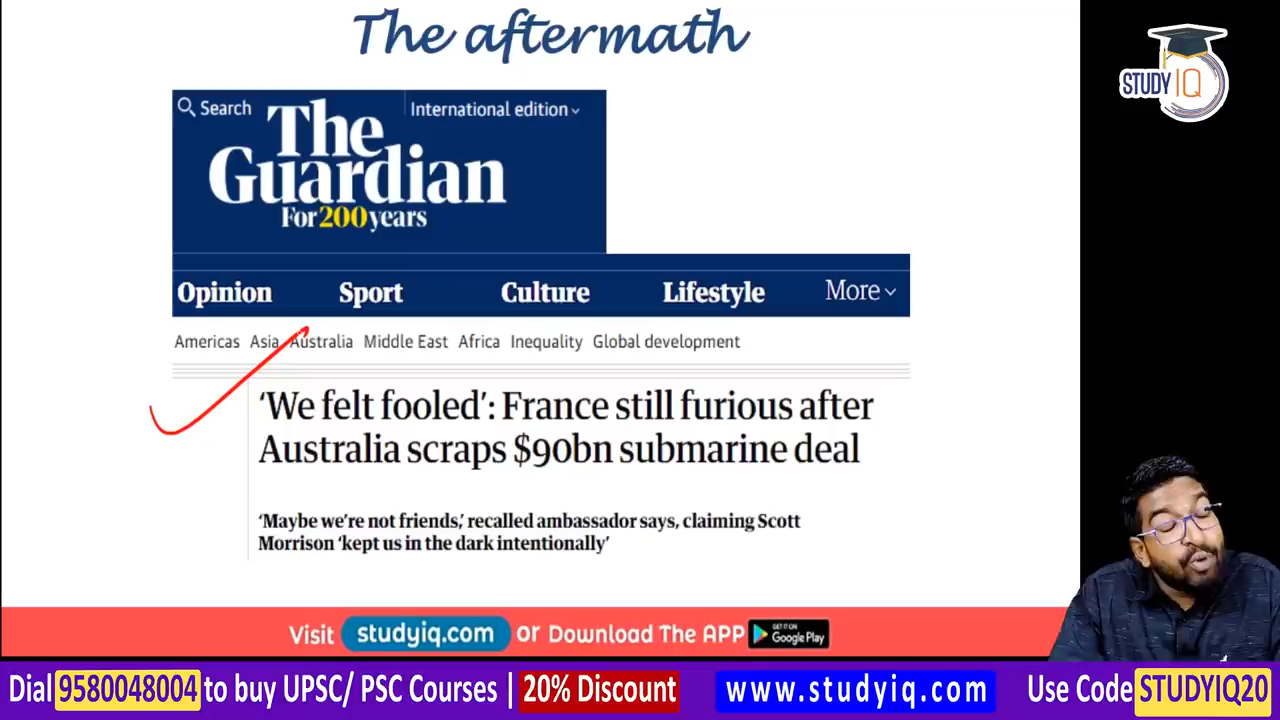 The aftermath
STUDY IQ
Search
International edition
The
Guardian
For 200 years
Opinion Sport Culture Lifestyle More
Americas Asia Australia Middle East Africa Inequality Global development
‘We felt fooled’: France still furious after
Australia scraps $90bn submarine deal
‘Maybe we’re not friends,’ recalled ambassador says, claiming Scott
Morrison ‘kept us in the dark intentionally’
Visit studyiq.com or Download The APP GET IT ON Google Play
Dial 9580048004 to buy UPSC/ PSC Courses | 20% Discount www.studyiq.com Use Code STUDYIQ20